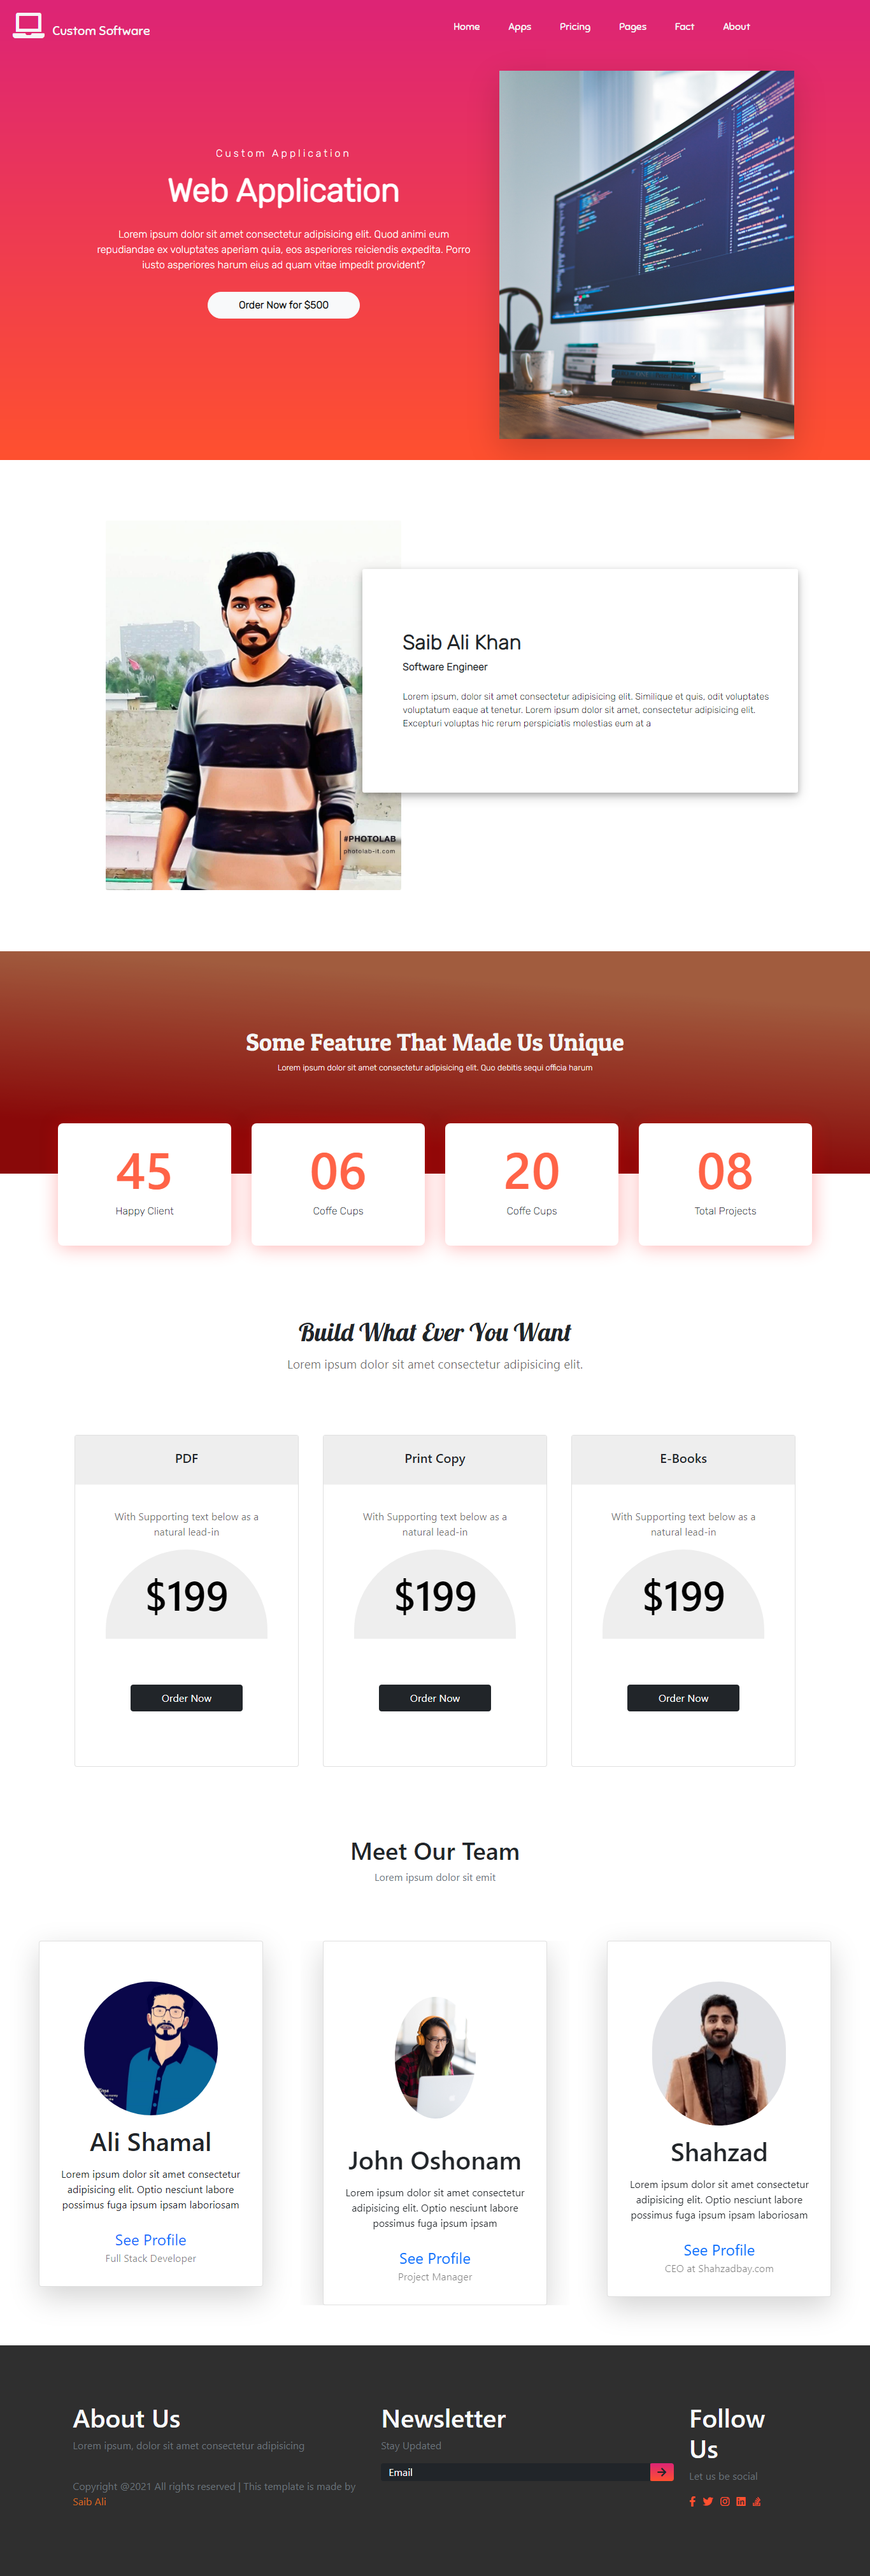 Custom Software
Home Apps Pricing Pages Fact About
Custom Application
Web Application
Lorem ipsum dolor sit amet consectetur adipisicing elit. Quod animi eum
repudiandae ex voluptates aperiam quia, eos asperiores reiciendis expedita. Porro
iusto asperiores harum eius ad quam vitae impedit provident?
Order Now for $500
Saib Ali Khan
Software Engineer
Lorem ipsum, dolor sit amet consectetur adipisicing elit. Similique et quis, odit voluptates
voluptatum eaque at tenetur. Lorem ipsum dolor sit amet, consectetur adipisicing elit.
Excepturi voluptas hic rerum perspiciatis molestias eum at a
#PHOTOLAB
photolab-it.com
Some Feature That Made Us Unique
Lorem ipsum dolor sit amet consectetur adipisicing elit. Quo debitis sequi officia harum
45
Happy Client
06
Coffe Cups
20
Coffe Cups
08
Total Projects
Build What Ever You Want
Lorem ipsum dolor sit amet consectetur adipisicing elit.
PDF
With Supporting text below as a
natural lead-in
$199
Order Now
Print Copy
With Supporting text below as a
natural lead-in
$199
Order Now
E-Books
With Supporting text below as a
natural lead-in
$199
Order Now
Meet Our Team
Lorem ipsum dolor sit emit
Ali Shamal
Lorem ipsum dolor sit amet consectetur
adipisicing elit. Optio nesciunt labore
possimus fuga ipsum ipsam laboriosam
See Profile
Full Stack Developer
John Oshonam
Lorem ipsum dolor sit amet consectetur
adipisicing elit. Optio nesciunt labore
possimus fuga ipsum ipsam
See Profile
Project Manager
Shahzad
Lorem ipsum dolor sit amet consectetur
adipisicing elit. Optio nesciunt labore
possimus fuga ipsum ipsam laboriosam
See Profile
CEO at Shahzadbay.com
About Us
Lorem ipsum, dolor sit amet consectetur adipisicing
Copyright @2021 All rights reserved | This template is made by
Saib Ali
Newsletter
Stay Updated
Email
Follow
Us
Let us be social